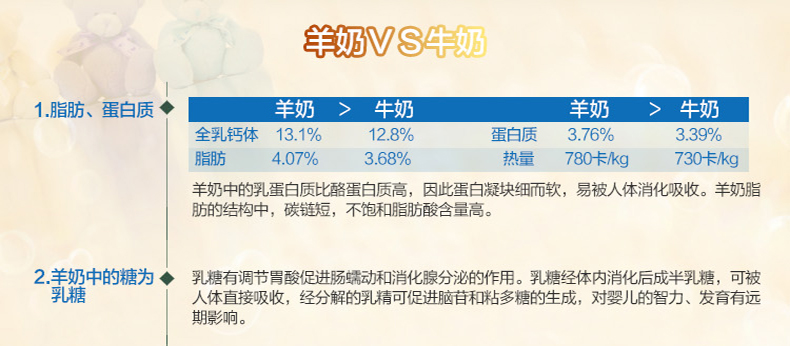 羊奶VS牛奶
1.脂肪、蛋白质
羊奶 > 牛奶 羊奶 > 牛奶
全乳钙体 13.1% 12.8% 蛋白质 3.76% 3.39%
脂肪 4.07% 3.68% 热量 780卡/kg 730卡/kg
羊奶中的乳蛋白质比酪蛋白质高，因此蛋白凝块细而软，易被人体消化吸收。羊奶脂
肪的结构中，碳链短，不饱和脂肪酸含量高。
2.羊奶中的糖为
乳糖
乳糖有调节胃酸促进肠蠕动和消化腺分泌的作用。乳糖经体内消化后成半乳糖，可被
人体直接吸收，经分解的乳精可促进脑苷和粘多糖的生成，对婴儿的智力、发育有远
期影响。